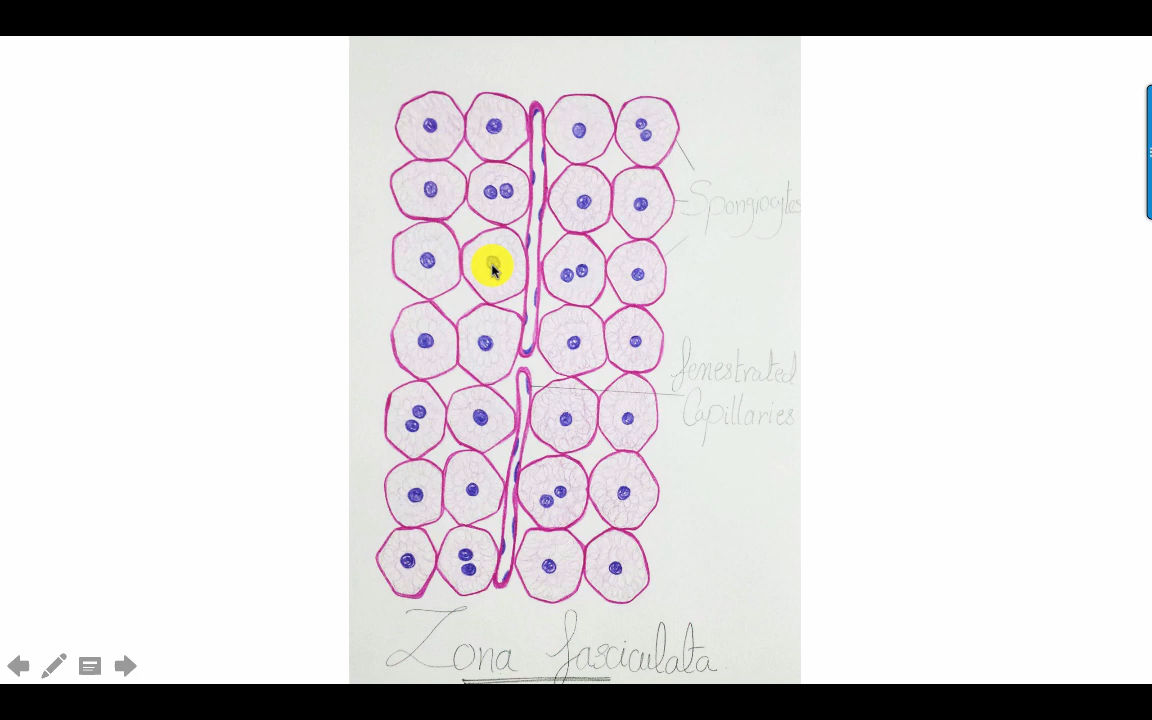 Spongiocytes
fenestrated
Capillaries
Zona fasciculata